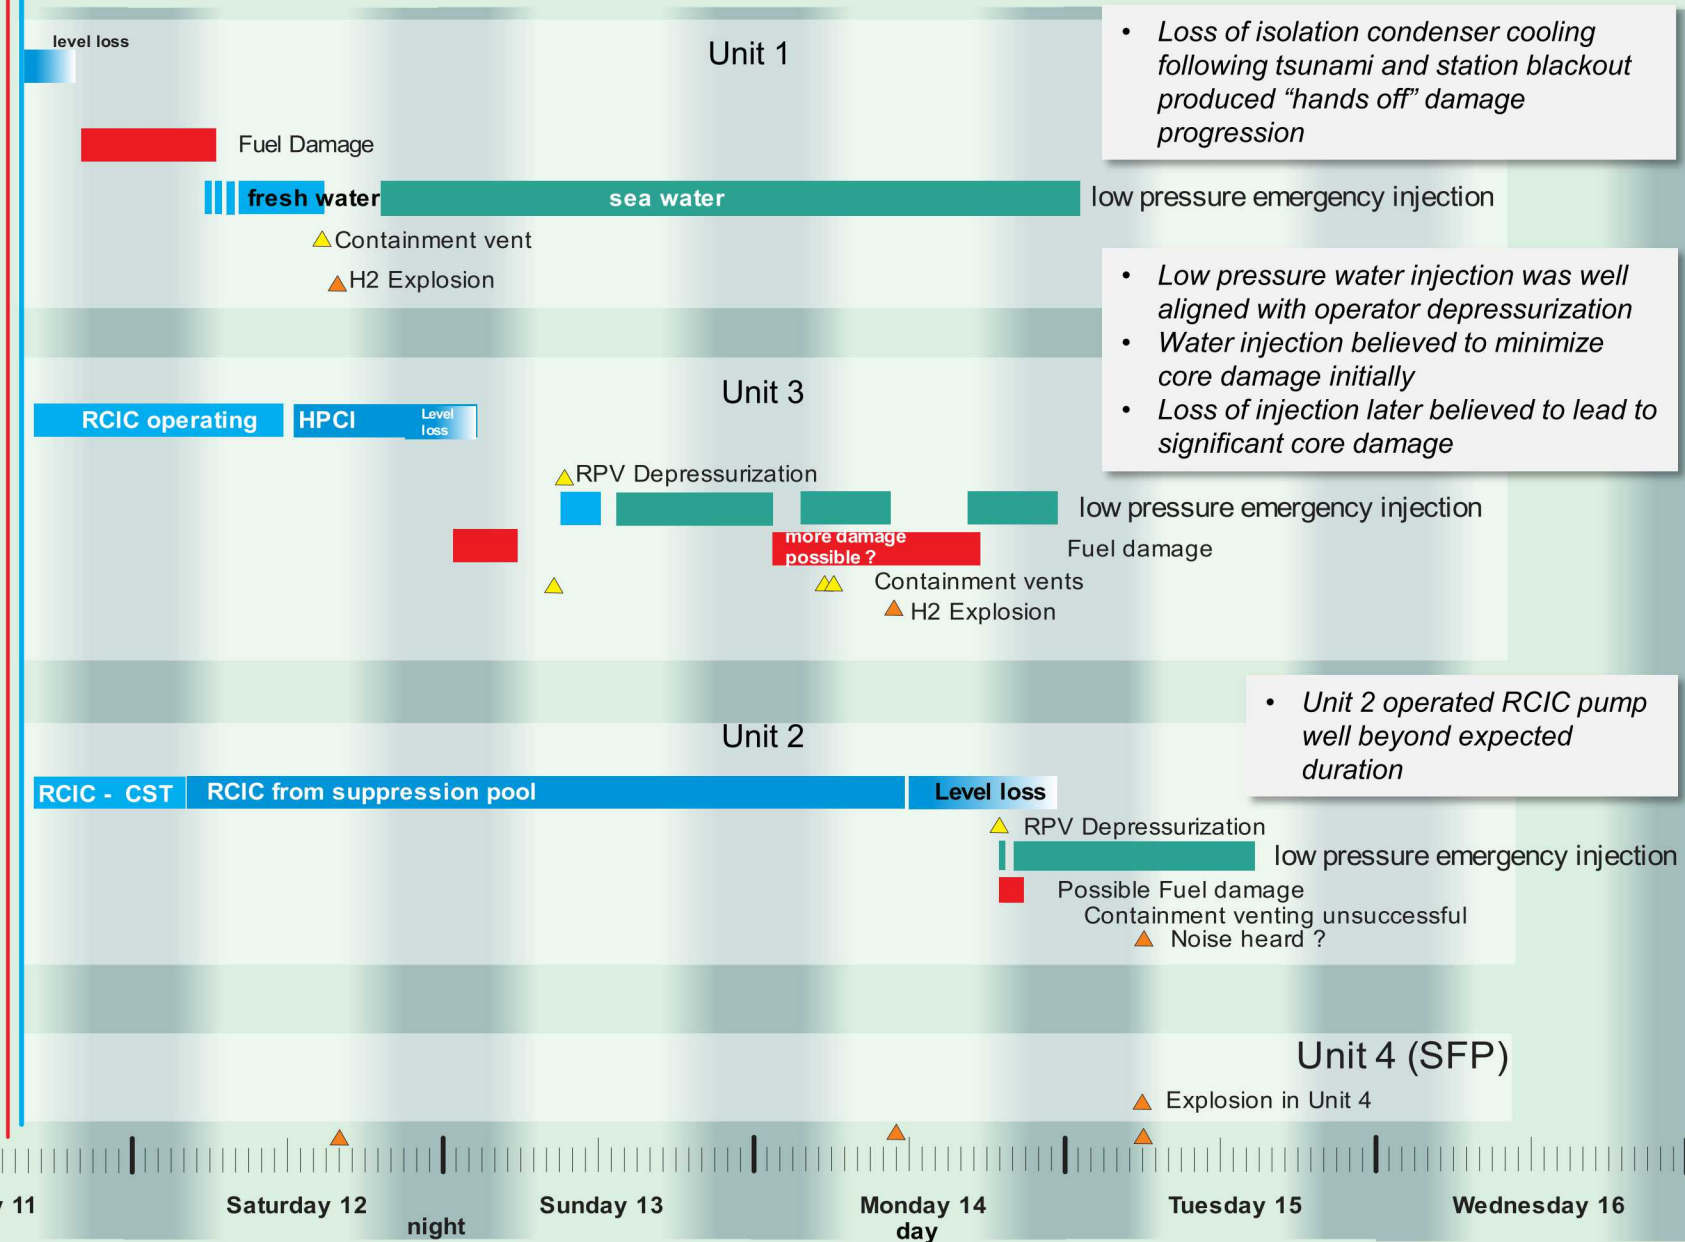 level loss
Unit 1
• Loss of isolation condenser cooling
following tsunami and station blackout
produced “hands off” damage
progression
Fuel Damage
fresh water
sea water
low pressure emergency injection
Containment vent
H2 Explosion
• Low pressure water injection was well
aligned with operator depressurization
• Water injection believed to minimize
core damage initially
• Loss of injection later believed to lead to
significant core damage
Unit 3
RCIC operating
HPCI
Level
loss
RPV Depressurization
low pressure emergency injection
more damage
possible ?
Fuel damage
Containment vents
H2 Explosion
• Unit 2 operated RCIC pump
well beyond expected
duration
Unit 2
RCIC - CST
RCIC from suppression pool
Level loss
RPV Depressurization
low pressure emergency injection
Possible Fuel damage
Containment venting unsuccessful
Noise heard ?
Unit 4 (SFP)
Explosion in Unit 4
11
Saturday 12
Sunday 13
Monday 14
Tuesday 15
Wednesday 16
night
day